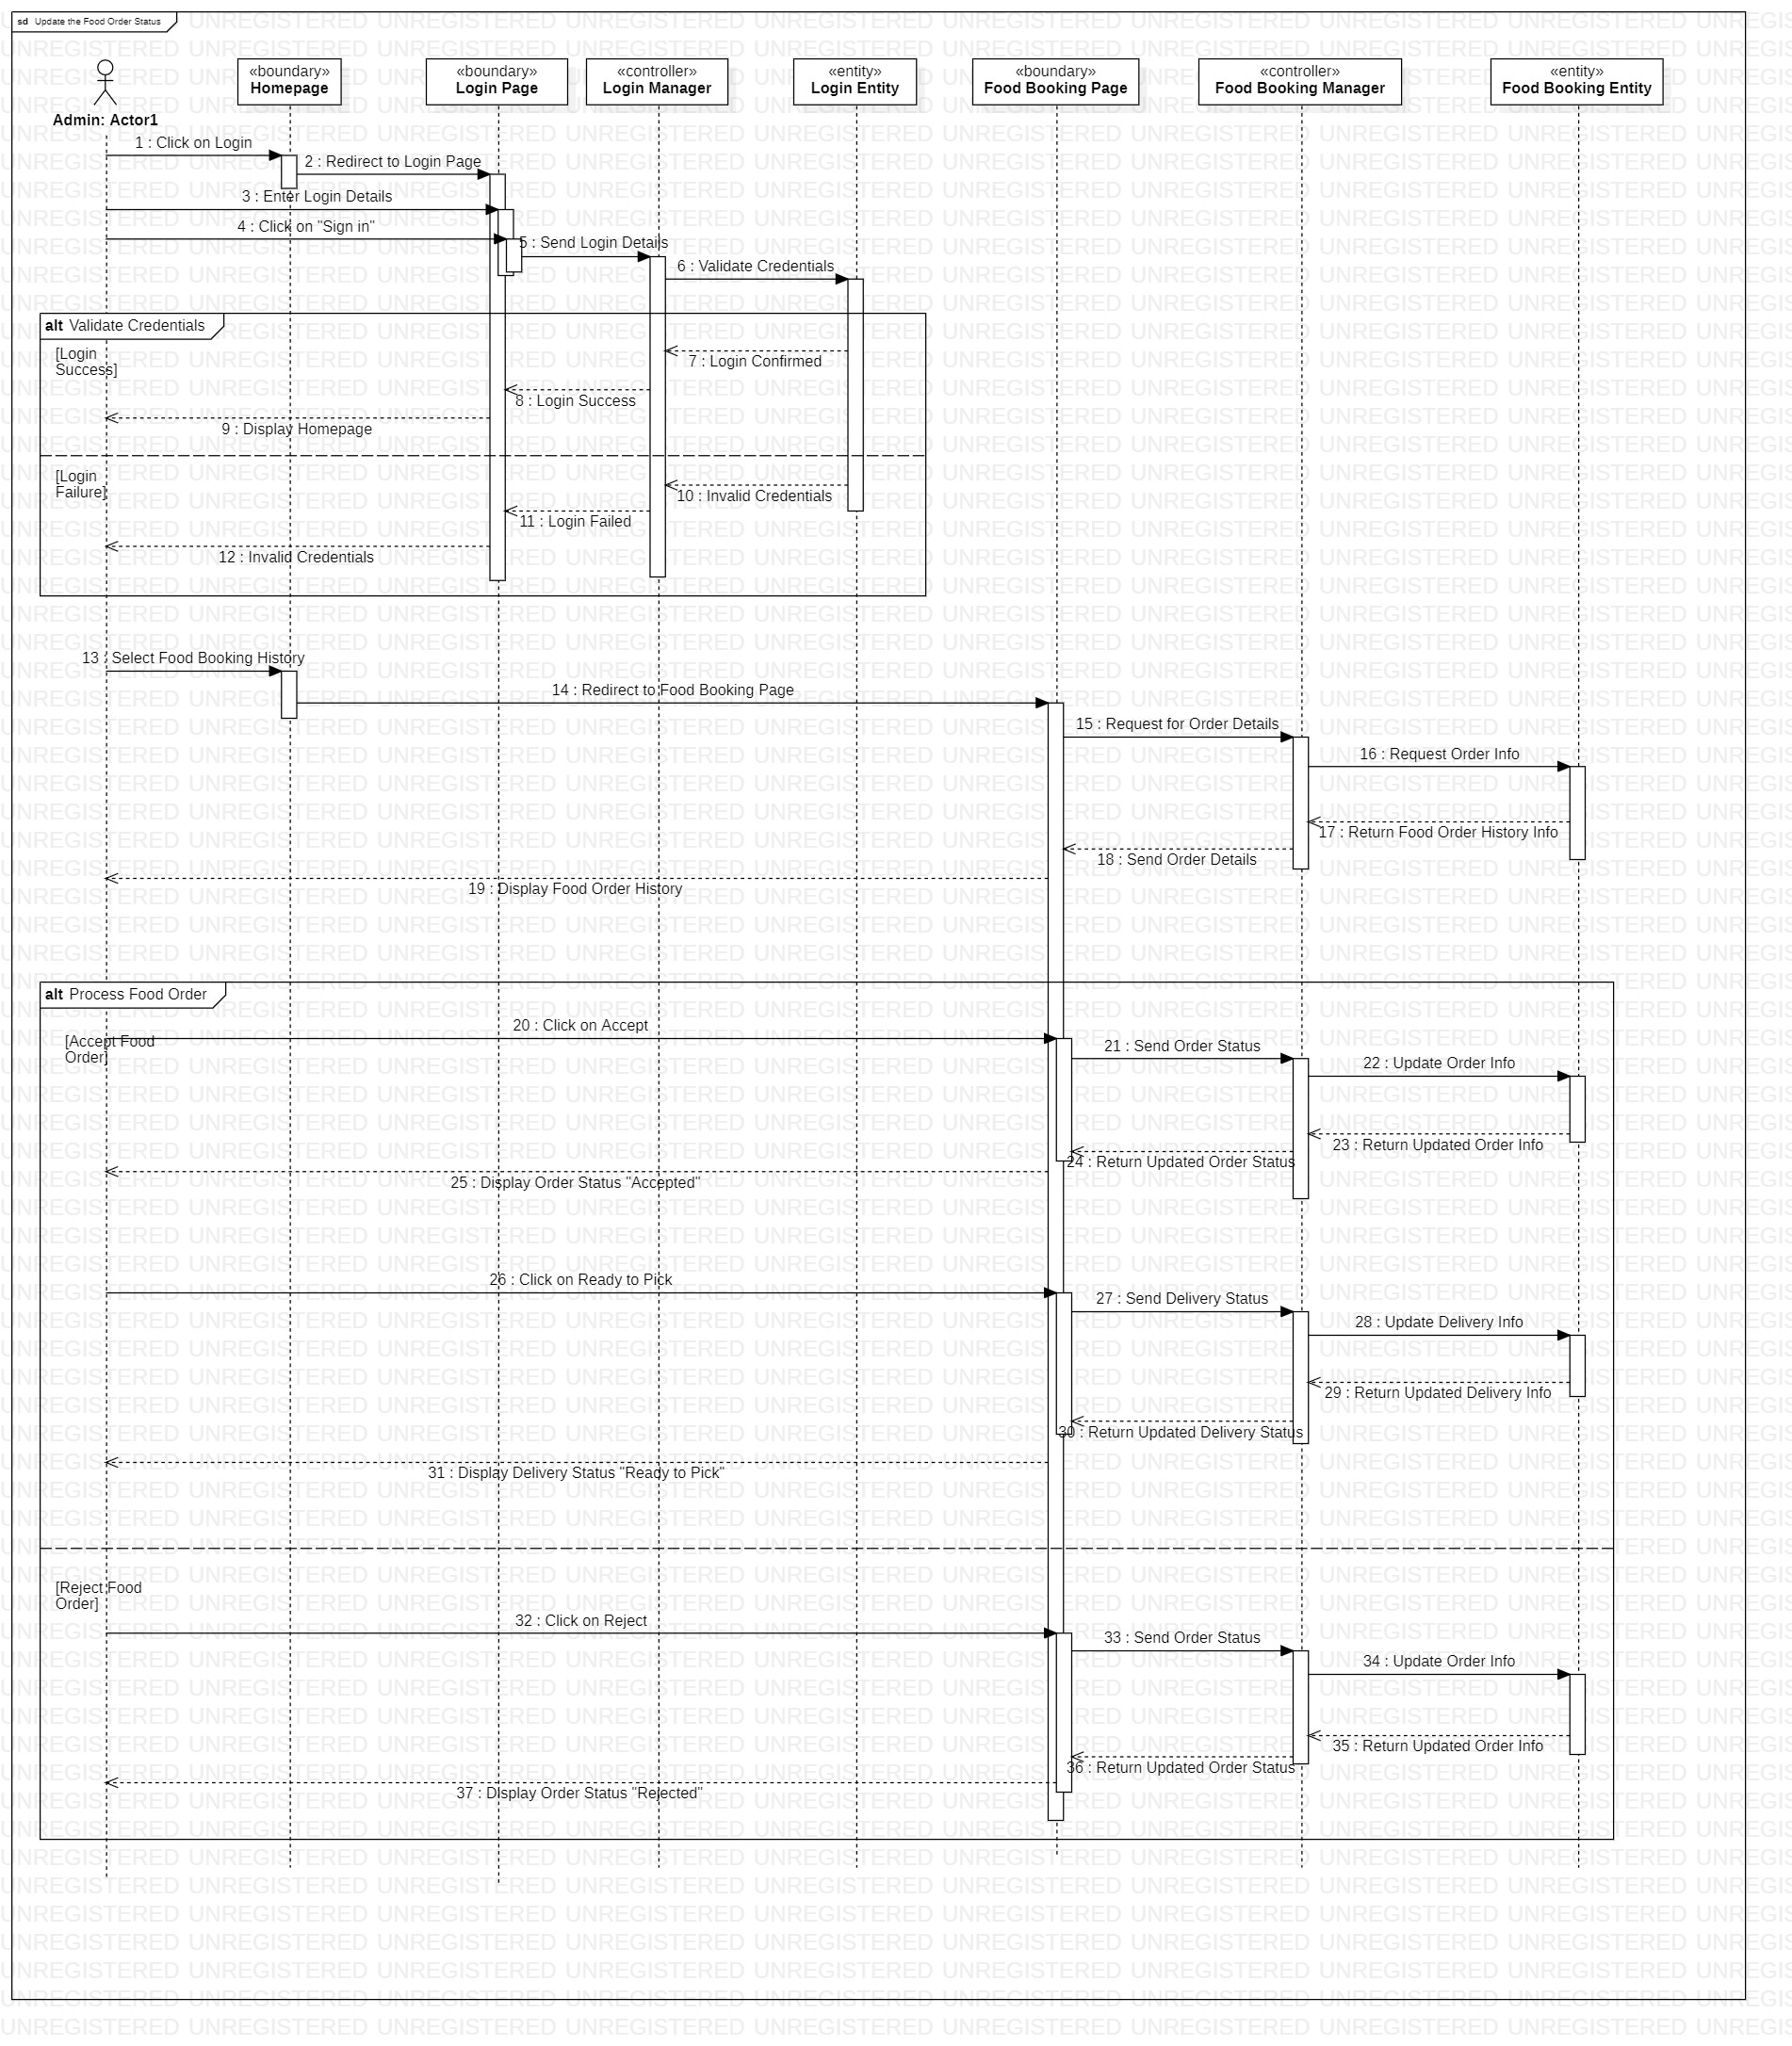 sd Update the Food Order Status
«boundary»
Homepage
«boundary»
Login Page
«controller»
Login Manager
«entity»
Login Entity
«boundary»
Food Booking Page
«controller»
Food Booking Manager
«entity»
Food Booking Entity
Admin: Actor1
1 : Click on Login
2 : Redirect to Login Page
3 : Enter Login Details
4 : Click on "Sign in"
5 : Send Login Details
6 : Validate Credentials
alt Validate Credentials
[Login
Success]
7 : Login Confirmed
8 : Login Success
9 : Display Homepage
[Login
Failure]
10 : Invalid Credentials
11 : Login Failed
12 : Invalid Credentials
13 : Select Food Booking History
14 : Redirect to Food Booking Page
15 : Request for Order Details
16 : Request Order Info
17 : Return Food Order History Info
18 : Send Order Details
19 : Display Food Order History
alt Process Food Order
[Accept Food
Order]
20 : Click on Accept
21 : Send Order Status
22 : Update Order Info
23 : Return Updated Order Info
24 : Return Updated Order Status
25 : Display Order Status "Accepted"
26 : Click on Ready to Pick
27 : Send Delivery Status
28 : Update Delivery Info
29 : Return Updated Delivery Info
30 : Return Updated Delivery Status
31 : Display Delivery Status "Ready to Pick"
[Reject Food
Order]
32 : Click on Reject
33 : Send Order Status
34 : Update Order Info
35 : Return Updated Order Info
36 : Return Updated Order Status
37 : Display Order Status "Rejected"
UNREGISTERED UNREGISTERED UNREGISTERED UNREGISTERED UNREGISTERED UNREGISTERED UNREGISTERED UNREGISTERED UNREGISTERED